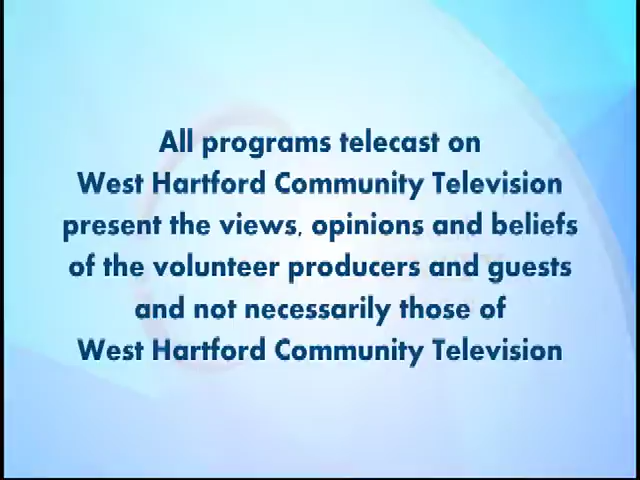 All programs telecast on
West Hartford Community Television
present the views, opinions and beliefs
of the volunteer producers and guests
and not necessarily those of
West Hartford Community Television